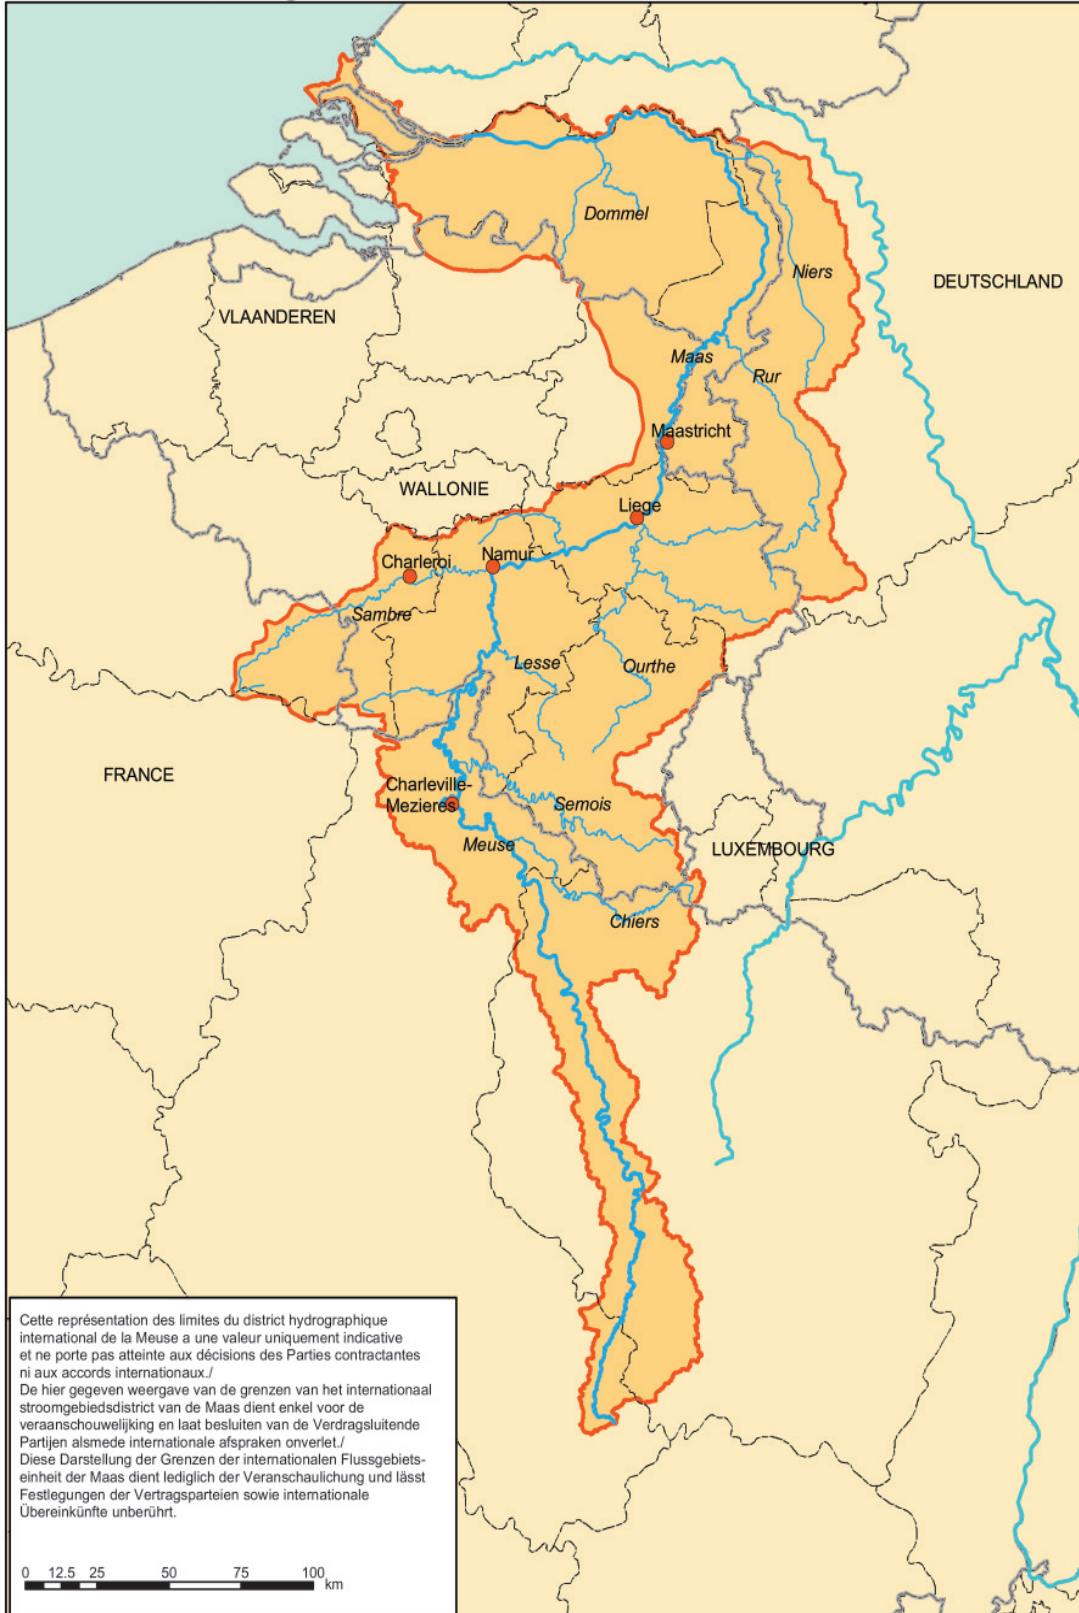 Dommel
Niers
DEUTSCHLAND
VLAANDEREN
Maas
Rur
Maastricht
WALLONIE
Liege
Charleroi
Namur
Sambre
Lesse
Ourthe
FRANCE
Charleville-
Mezieres
Semois
Meuse
LUXEMBOURG
Chiers
Cette représentation des limites du district hydrographique
international de la Meuse a une valeur uniquement indicative
et ne porte pas atteinte aux décisions des Parties contractantes
ni aux accords internationaux./
De hier gegeven weergave van de grenzen van het internationaal
stroomgebiedsdistrict van de Maas dient enkel voor de
veraanschouwelijking en laat besluiten van de Verdragsluitende
Partijen alsmede internationale afspraken onverlet./
Diese Darstellung der Grenzen der internationalen Flussgebiets-
einheit der Maas dient lediglich der Veranschaulichung und lässt
Festlegungen der Vertragsparteien sowie internationale
Übereinkünfte unberührt.
0 12.5 25 50 75 100
km